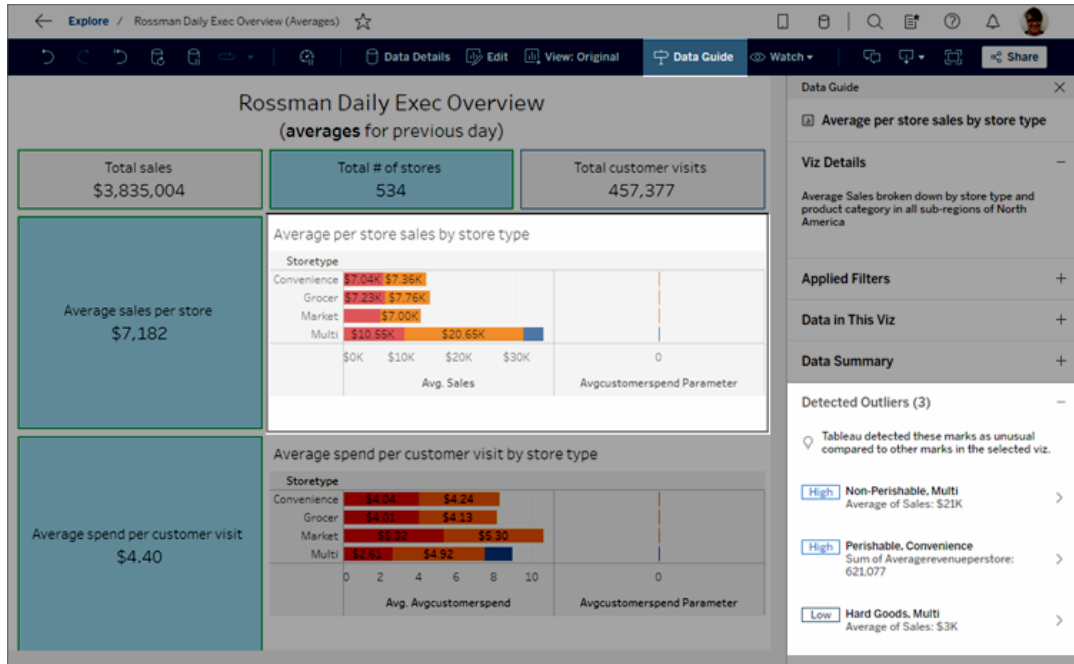 Explore / Rossman Daily Exec Overview (Averages)
Data Details Edit View: Original Data Guide Watch Share
Rossman Daily Exec Overview
(averages for previous day)
Total sales
$3,835,004
Total # of stores
534
Total customer visits
457,377
Average sales per store
$7,182
Average per store sales by store type
Storetype
Convenience $7.04K $7.36K
Grocer $7.23K $7.76K
Market $7.00K
Multi $10.55K $20.65K
$0K $10K $20K $30K 0
Avg. Sales Avgcustomerspend Parameter
Average spend per customer visit
$4.40
Average spend per customer visit by store type
Storetype
Convenience $4.04 $4.24
Grocer $4.01 $4.13
Market $5.32 $5.30
Multi $2.61 $4.92
0 2 4 6 8 10 0
Avg. Avgcustomerspend Avgcustomerspend Parameter
Data Guide
Average per store sales by store type
Viz Details
Average Sales broken down by store type and
product category in all sub-regions of North
America
Applied Filters
Data in This Viz
Data Summary
Detected Outliers (3)
Tableau detected these marks as unusual
compared to other marks in the selected viz.
High Non-Perishable, Multi
Average of Sales: $21K
High Perishable, Convenience
Sum of Averagerevenueperstore:
621,077
Low Hard Goods, Multi
Average of Sales: $3K